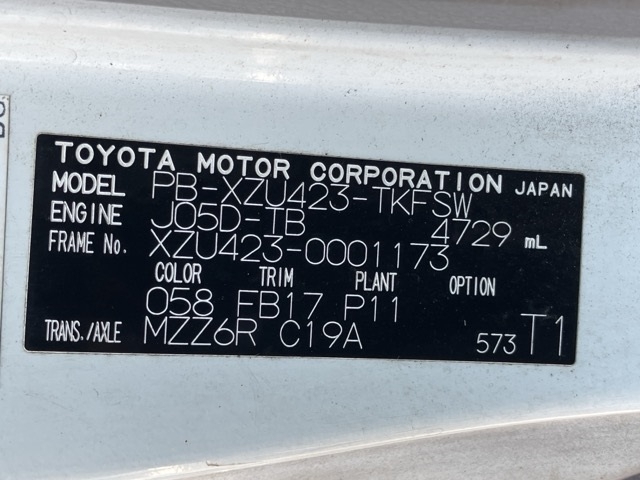 TOYOTA MOTOR CORPORATION JAPAN
MODEL PB-XZU423-TKFSW
ENGINE J05D-TB 4729 mL
FRAME No. XZU423-0001173
COLOR TRIM PLANT OPTION
058 FB17 P11
TRANS./AXLE MZZ6R C19A 573 T1